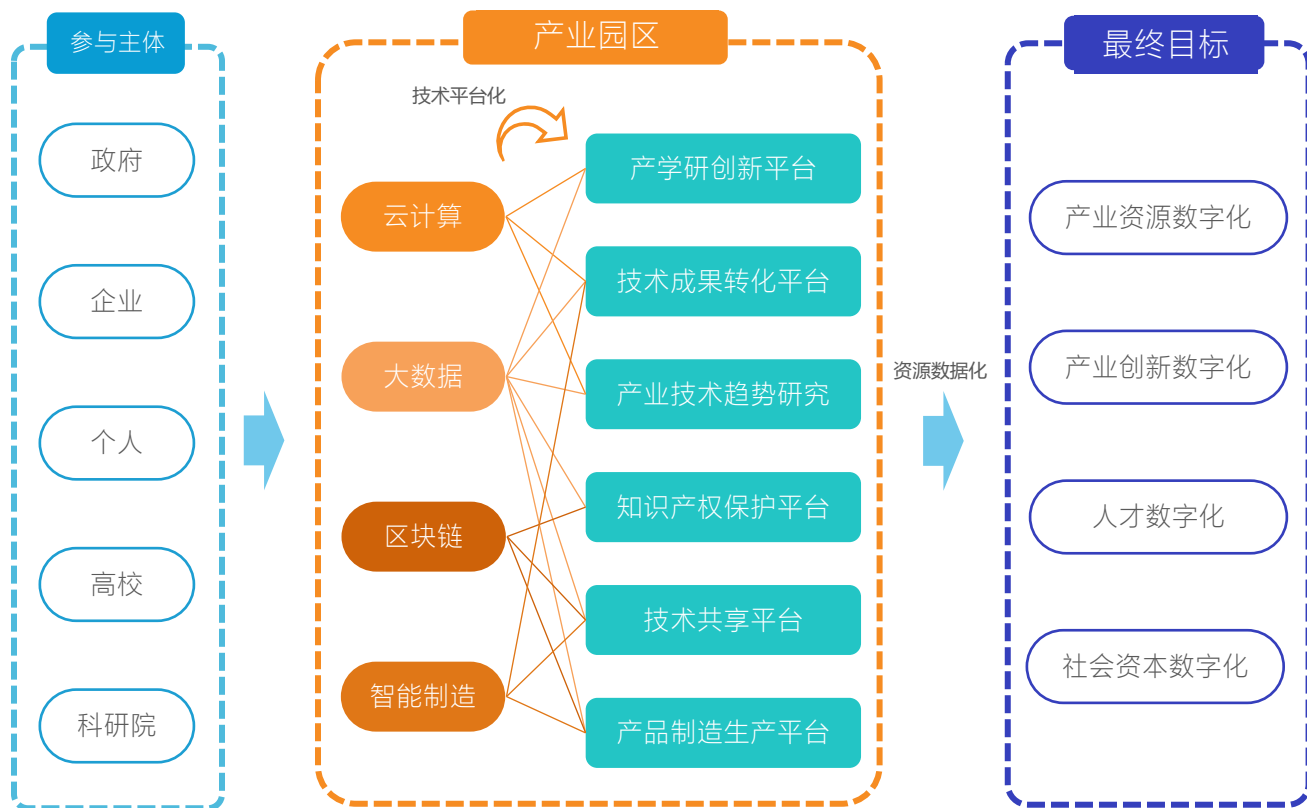 参与主体
政府
企业
个人
高校
科研院
产业园区
技术平台化
云计算
大数据
区块链
智能制造
产学研创新平台
技术成果转化平台
产业技术趋势研究
知识产权保护平台
技术共享平台
产品制造生产平台
资源数据化
最终目标
产业资源数字化
产业创新数字化
人才数字化
社会资本数字化